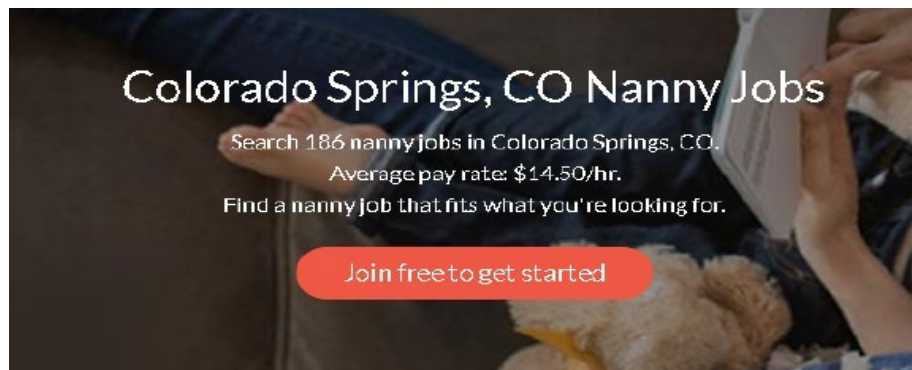 Colorado Springs, CO Nanny Jobs
Search 186 nanny jobs in Colorado Springs, CO.
Average pay rate: $14.50/hr.
Find a nanny job that fits what you're looking for.
Join free to get started